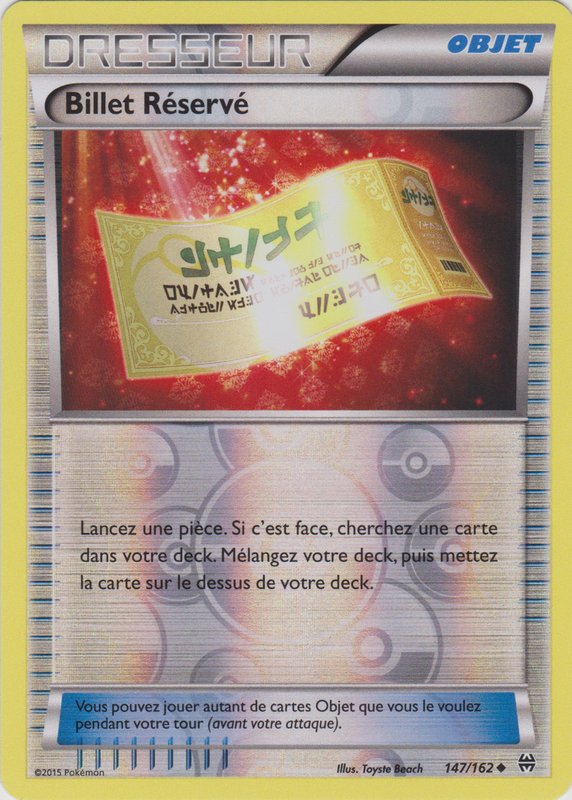 DRESSEUR
OBJET
Billet Réservé
Lancez une pièce. Si c'est face, cherchez une carte
dans votre deck. Mélangez votre deck, puis mettez
la carte sur le dessus de votre deck.
Vous pouvez jouer autant de cartes Objet que vous le voulez
pendant votre tour (avant votre attaque).
©2015 Pokémon
Illus. Toyste Beach
147/162